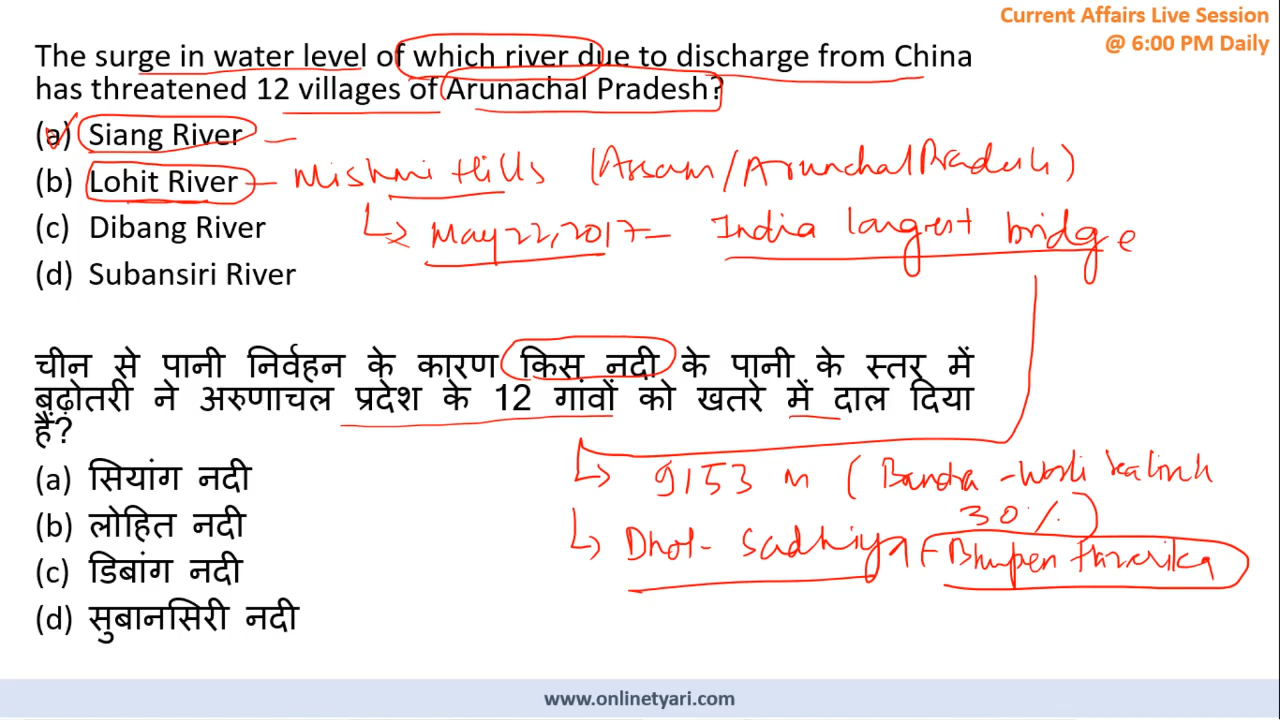 Current Affairs Live Session
@ 6:00 PM Daily
The surge in water level of which river due to discharge from China
has threatened 12 villages of Arunachal Pradesh?
(a) Siang River
(b) Lohit River – Mishmi Hills (Assam/Arunchal Pradesh)
May 22, 2017 – India largest bridge
(c) Dibang River
(d) Subansiri River
चीन से पानी निर्वहन के कारण किस नदी के पानी के स्तर में
बढ़ोतरी ने अरुणाचल प्रदेश के 12 गांवों को खतरे में दाल दिया
हैं?
(a) सियांग नदी
9153 m (Bandra - Worli Sealink
30%)
(b) लोहित नदी
Dhol - Sadhiya - Bhupen Hazarika
(c) डिबांग नदी
(d) सुबानसिरी नदी
www.onlinetyari.com